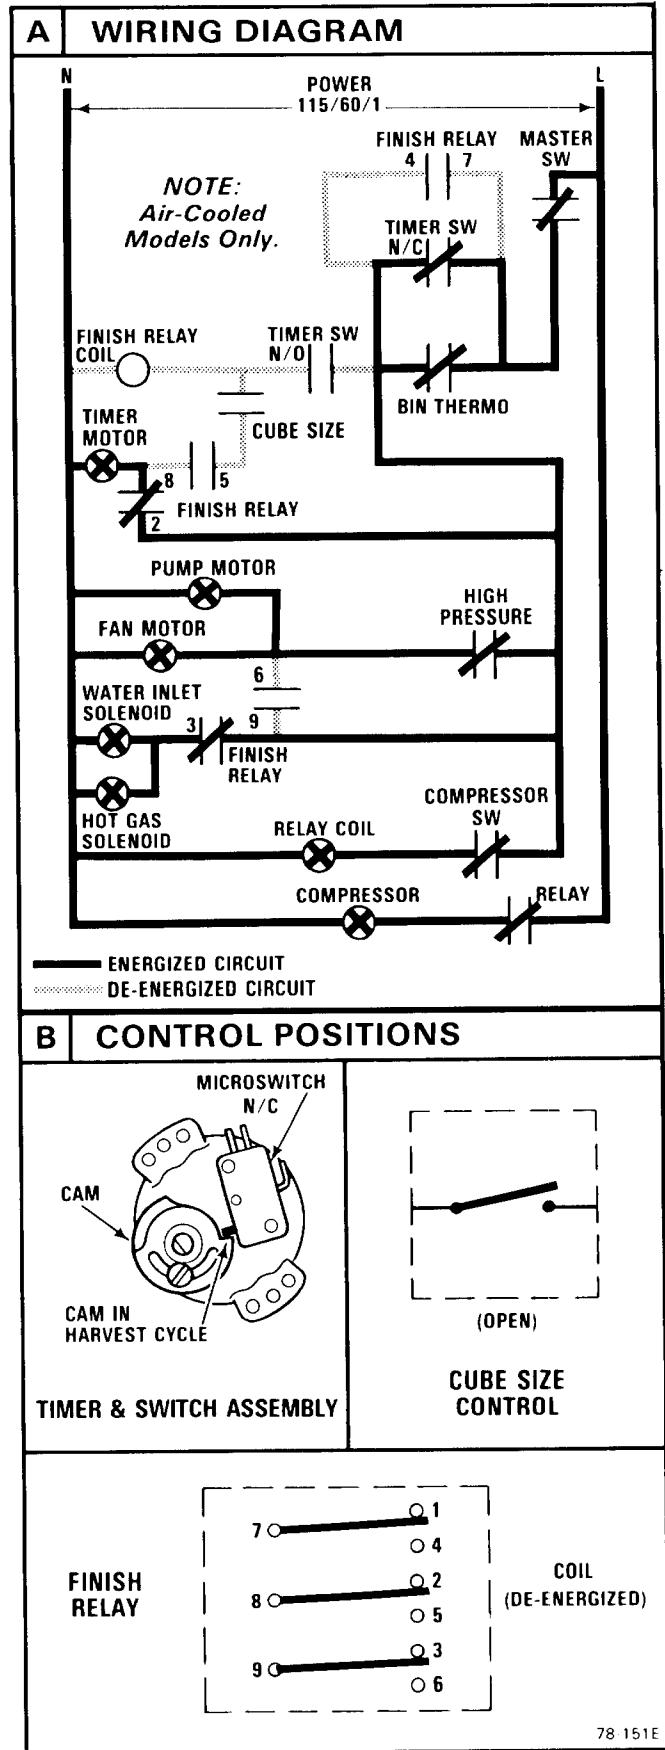 A WIRING DIAGRAM
N
L
POWER
115/60/1
FINISH RELAY
4 7
MASTER
SW
NOTE:
Air-Cooled
Models Only.
TIMER SW
N/C
FINISH RELAY
COIL
TIMER SW
N/O
BIN THERMO
CUBE SIZE
TIMER
MOTOR
8
5
FINISH RELAY
2
PUMP MOTOR
HIGH
PRESSURE
FAN MOTOR
6
WATER INLET
SOLENOID
3
9
FINISH
RELAY
HOT GAS
SOLENOID
COMPRESSOR
SW
RELAY COIL
COMPRESSOR
RELAY
ENERGIZED CIRCUIT
DE-ENERGIZED CIRCUIT
B CONTROL POSITIONS
MICROSWITCH
N/C
CAM
CAM IN
HARVEST CYCLE
TIMER & SWITCH ASSEMBLY
(OPEN)
CUBE SIZE
CONTROL
FINISH
RELAY
7
1
4
8
2
5
9
3
6
COIL
(DE-ENERGIZED)
78 151E